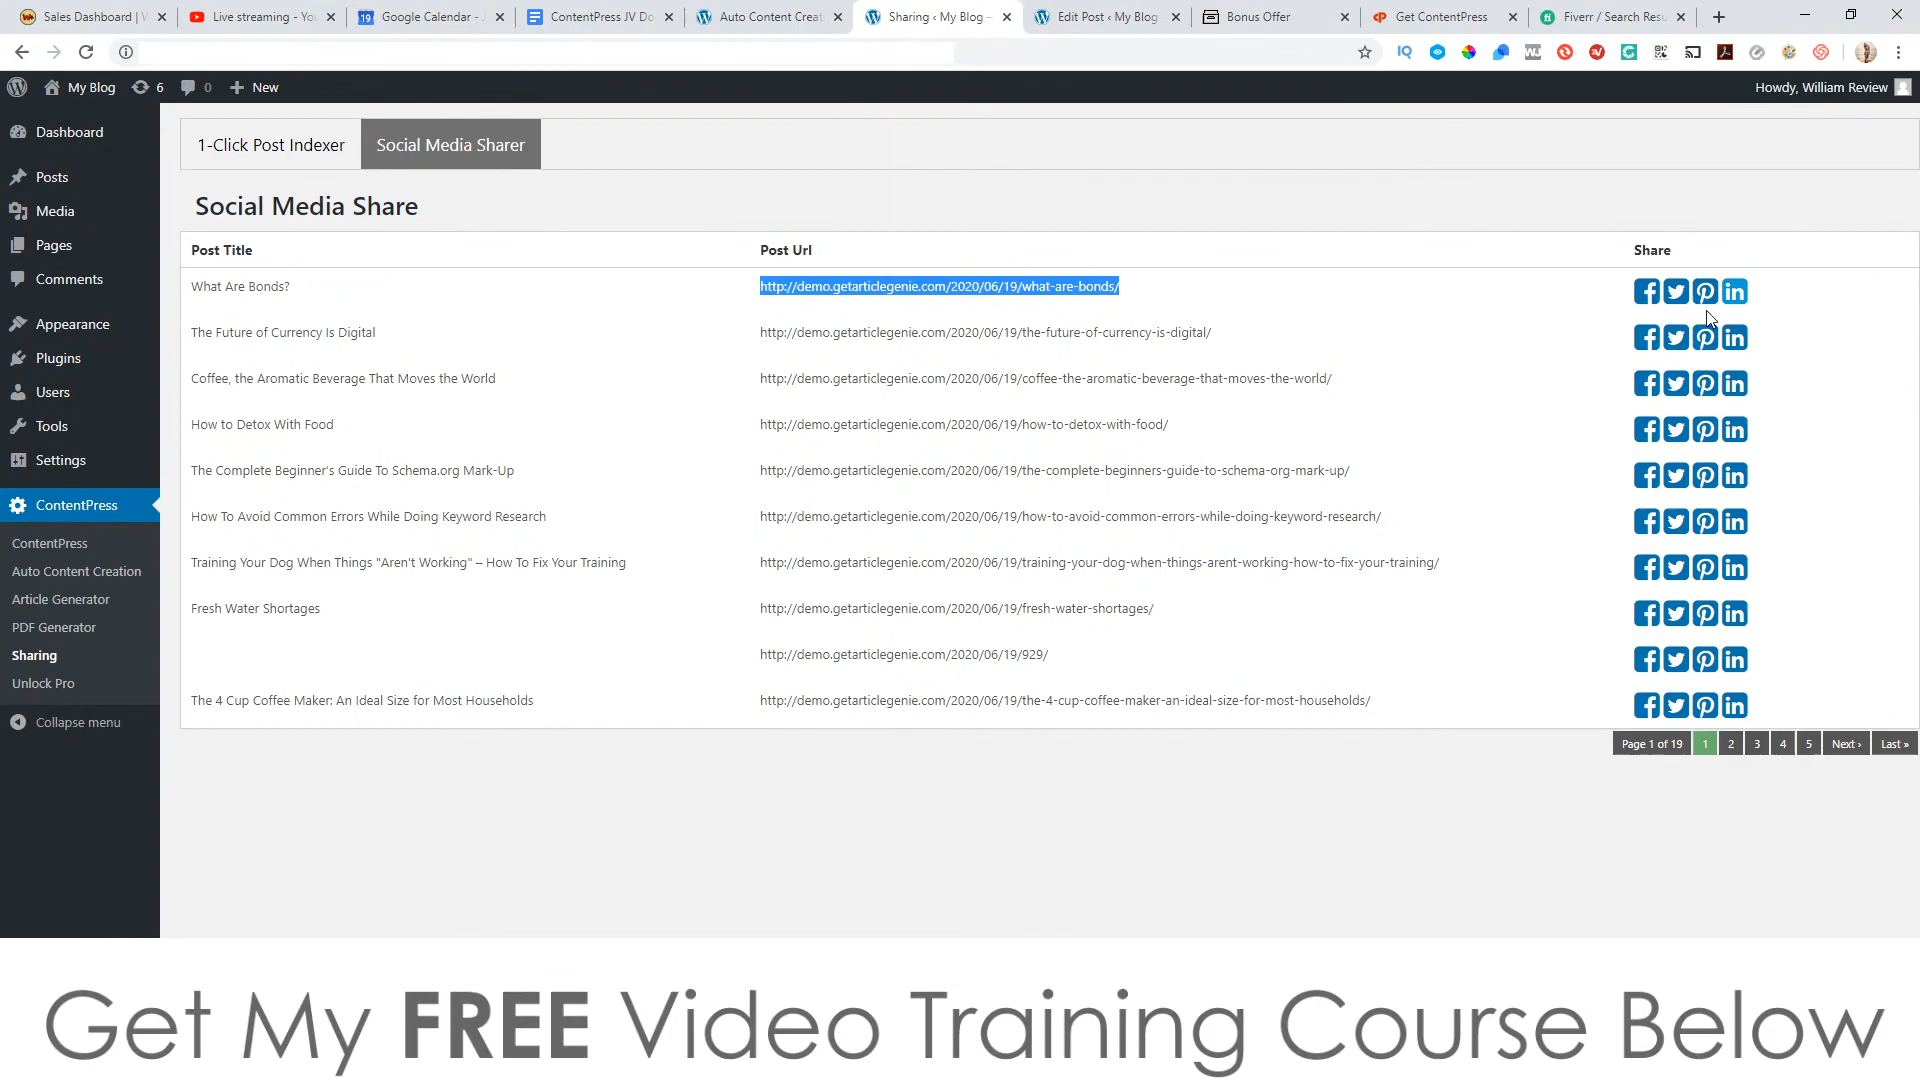 Sales Dashboard | W
Live streaming - You
Google Calendar - J
ContentPress JV Do
Auto Content Creat
Sharing ‹ My Blog –
Edit Post ‹ My Blog
Bonus Offer
Get ContentPress
Fiverr / Search Resu
My Blog
6
0
New
Howdy, William Review
Dashboard
Posts
Media
Pages
Comments
Appearance
Plugins
Users
Tools
Settings
ContentPress
ContentPress
Auto Content Creation
Article Generator
PDF Generator
Sharing
Unlock Pro
Collapse menu
1-Click Post Indexer Social Media Sharer
Social Media Share
Post Title Post Url Share
What Are Bonds? http://demo.getarticlegenie.com/2020/06/19/what-are-bonds/
The Future of Currency Is Digital http://demo.getarticlegenie.com/2020/06/19/the-future-of-currency-is-digital/
Coffee, the Aromatic Beverage That Moves the World http://demo.getarticlegenie.com/2020/06/19/coffee-the-aromatic-beverage-that-moves-the-world/
How to Detox With Food http://demo.getarticlegenie.com/2020/06/19/how-to-detox-with-food/
The Complete Beginner's Guide To Schema.org Mark-Up http://demo.getarticlegenie.com/2020/06/19/the-complete-beginners-guide-to-schema-org-mark-up/
How To Avoid Common Errors While Doing Keyword Research http://demo.getarticlegenie.com/2020/06/19/how-to-avoid-common-errors-while-doing-keyword-research/
Training Your Dog When Things "Aren't Working" – How To Fix Your Training http://demo.getarticlegenie.com/2020/06/19/training-your-dog-when-things-arent-working-how-to-fix-your-training/
Fresh Water Shortages http://demo.getarticlegenie.com/2020/06/19/fresh-water-shortages/
http://demo.getarticlegenie.com/2020/06/19/929/
The 4 Cup Coffee Maker: An Ideal Size for Most Households http://demo.getarticlegenie.com/2020/06/19/the-4-cup-coffee-maker-an-ideal-size-for-most-households/
Page 1 of 19 1 2 3 4 5 Next › Last »
Get My FREE Video Training Course Below